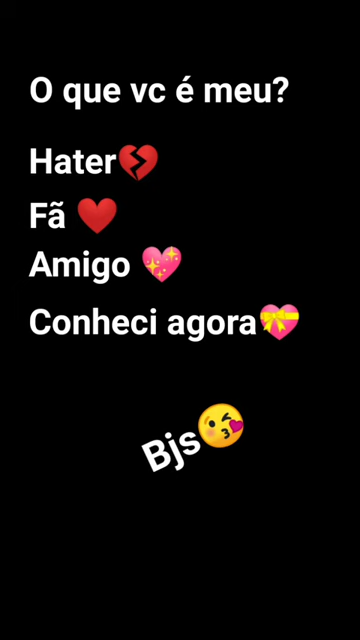 O que vc é meu?
Hater💔
Fã ❤️
Amigo 💖
Conheci agora💝
Bjs😘